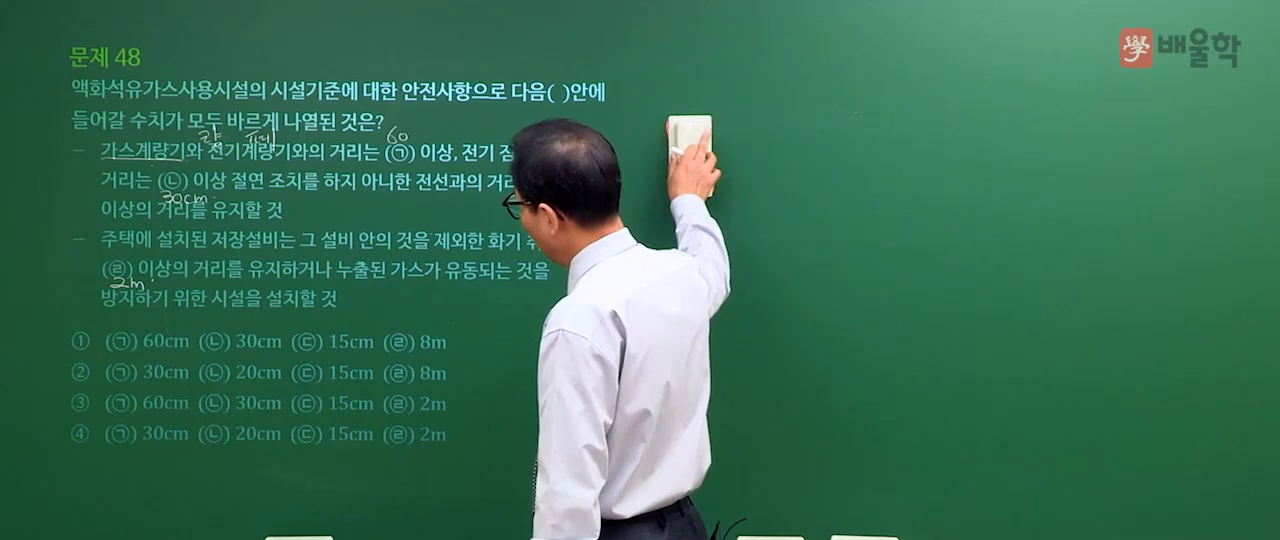 學 배울학
문제 48
액화석유가스사용시설의 시설기준에 대한 안전사항으로 다음( )안에
들어갈 수치가 모두 바르게 나열된 것은?
60
– 가스계량기와 전기계량기와의 거리는 (㉠) 이상, 전기
거리는 (㉡) 이상 절연 조치를 하지 아니한 전선과의
30cm
이상의 거리를 유지할 것
– 주택에 설치된 저장설비는 그 설비 안의 것을 제외한 화기
(㉣) 이상의 거리를 유지하거나 누출된 가스가 유동되는 것을
2m
방지하기 위한 시설을 설치할 것
① (㉠) 60cm (㉡) 30cm (㉢) 15cm (㉣) 8m
② (㉠) 30cm (㉡) 20cm (㉢) 15cm (㉣) 8m
③ (㉠) 60cm (㉡) 30cm (㉢) 15cm (㉣) 2m
④ (㉠) 30cm (㉡) 20cm (㉢) 15cm (㉣) 2m